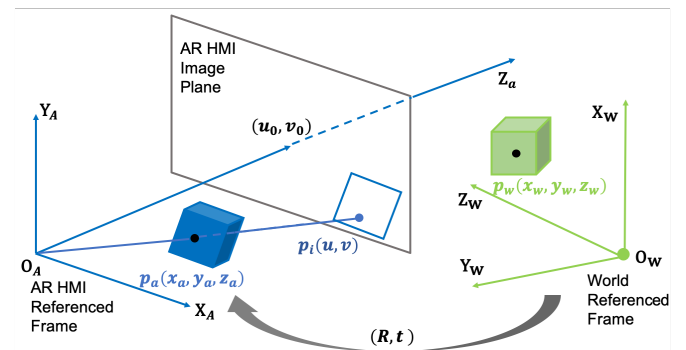 AR HMI
Image
Plane
Z_a
Y_A
X_W
(u_0, v_0)
p_w(x_w, y_w, z_w)
Z_W
p_i(u, v)
O_A
O_W
p_a(x_a, y_a, z_a)
Y_W
AR HMI
Referenced
Frame
X_A
World
Referenced
Frame
(R, t)